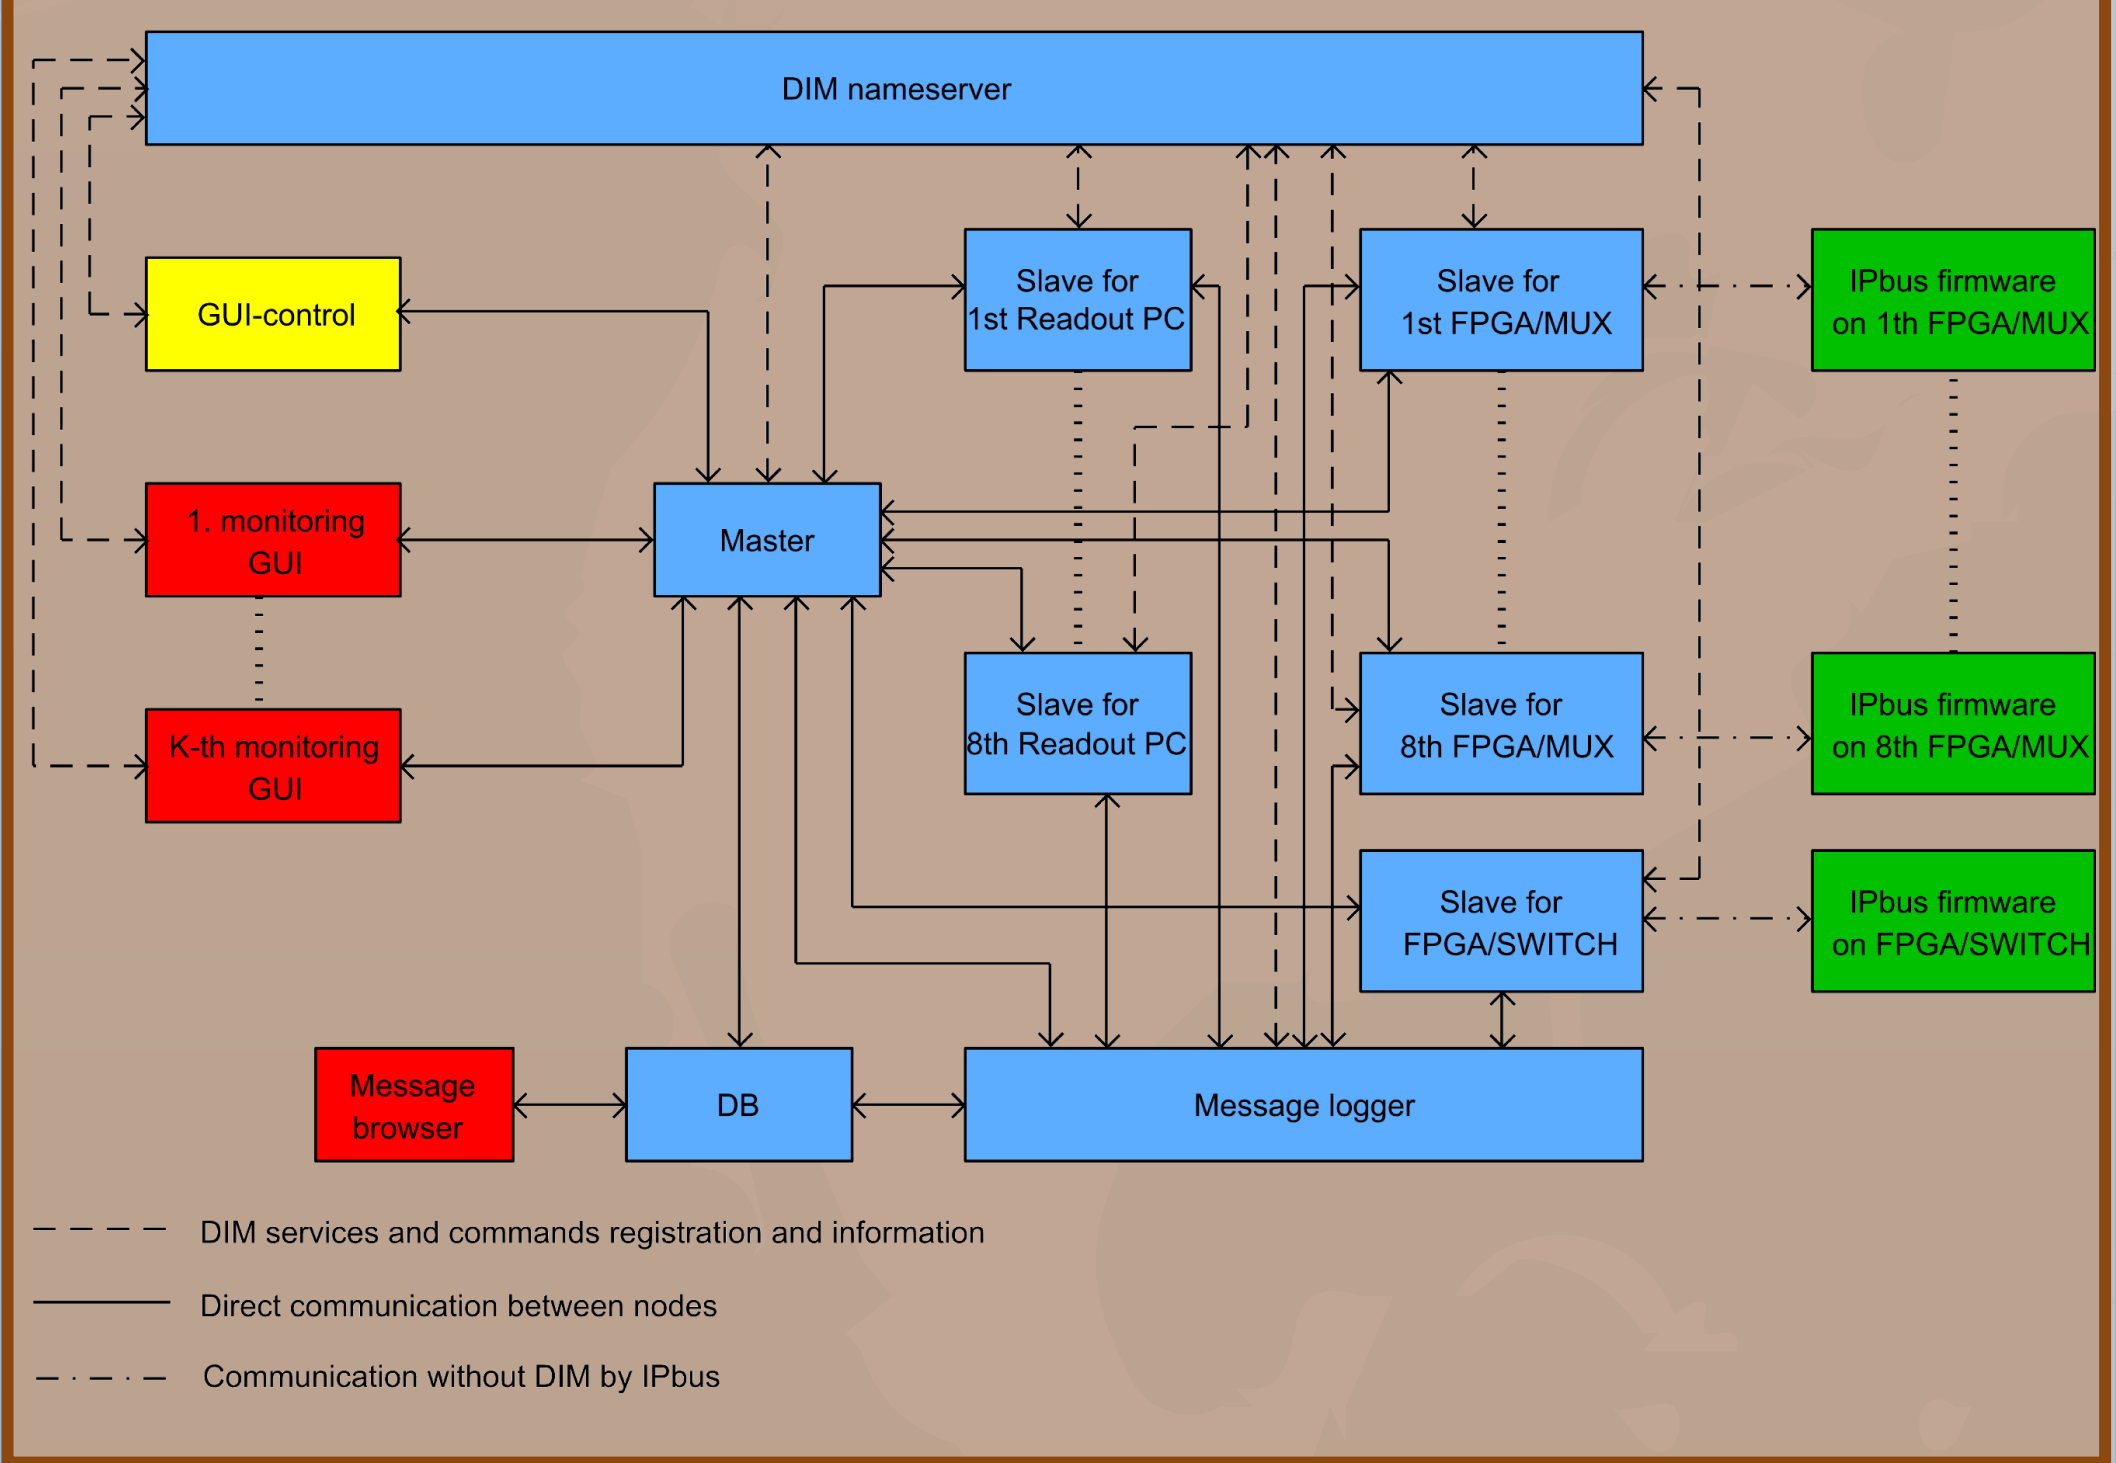 DIM nameserver
GUI-control
Slave for
1st Readout PC
Slave for
1st FPGA/MUX
IPbus firmware
on 1th FPGA/MUX
1. monitoring
GUI
Master
K-th monitoring
GUI
Slave for
8th Readout PC
Slave for
8th FPGA/MUX
IPbus firmware
on 8th FPGA/MUX
Slave for
FPGA/SWITCH
IPbus firmware
on FPGA/SWITCH
Message
browser
DB
Message logger
DIM services and commands registration and information
Direct communication between nodes
Communication without DIM by IPbus